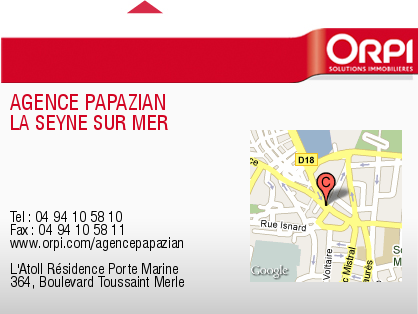 ORPI
SOLUTIONS IMMOBILIÈRES
AGENCE PAPAZIAN
LA SEYNE SUR MER
D18
C
Rue Isnard
Voltaire
c Mistral
aurès
Google
Tel : 04 94 10 58 10
Fax : 04 94 10 58 11
www.orpi.com/agencepapazian
L'Atoll Résidence Porte Marine
364, Boulevard Toussaint Merle